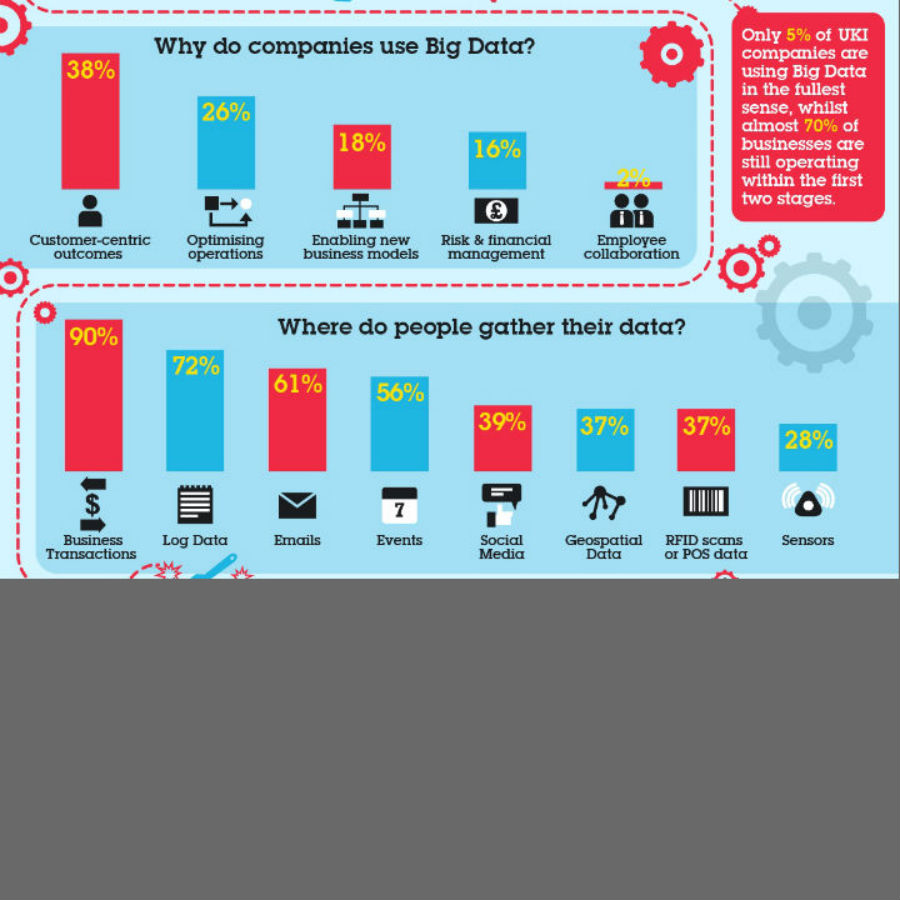 Why do companies use Big Data?
38%
26%
18%
16%
2%
£
Customer-centric
outcomes
Optimising
operations
Enabling new
business models
Risk & financial
management
Employee
collaboration
Only 5% of UKI
companies are
using Big Data
in the fullest
sense, whilst
almost 70% of
businesses are
still operating
within the first
two stages.
Where do people gather their data?
90%
72%
61%
56%
39%
37%
37%
28%
$
7
Business
Transactions
Log Data
Emails
Events
Social
Media
Geospatial
Data
RFID scans
or POS data
Sensors